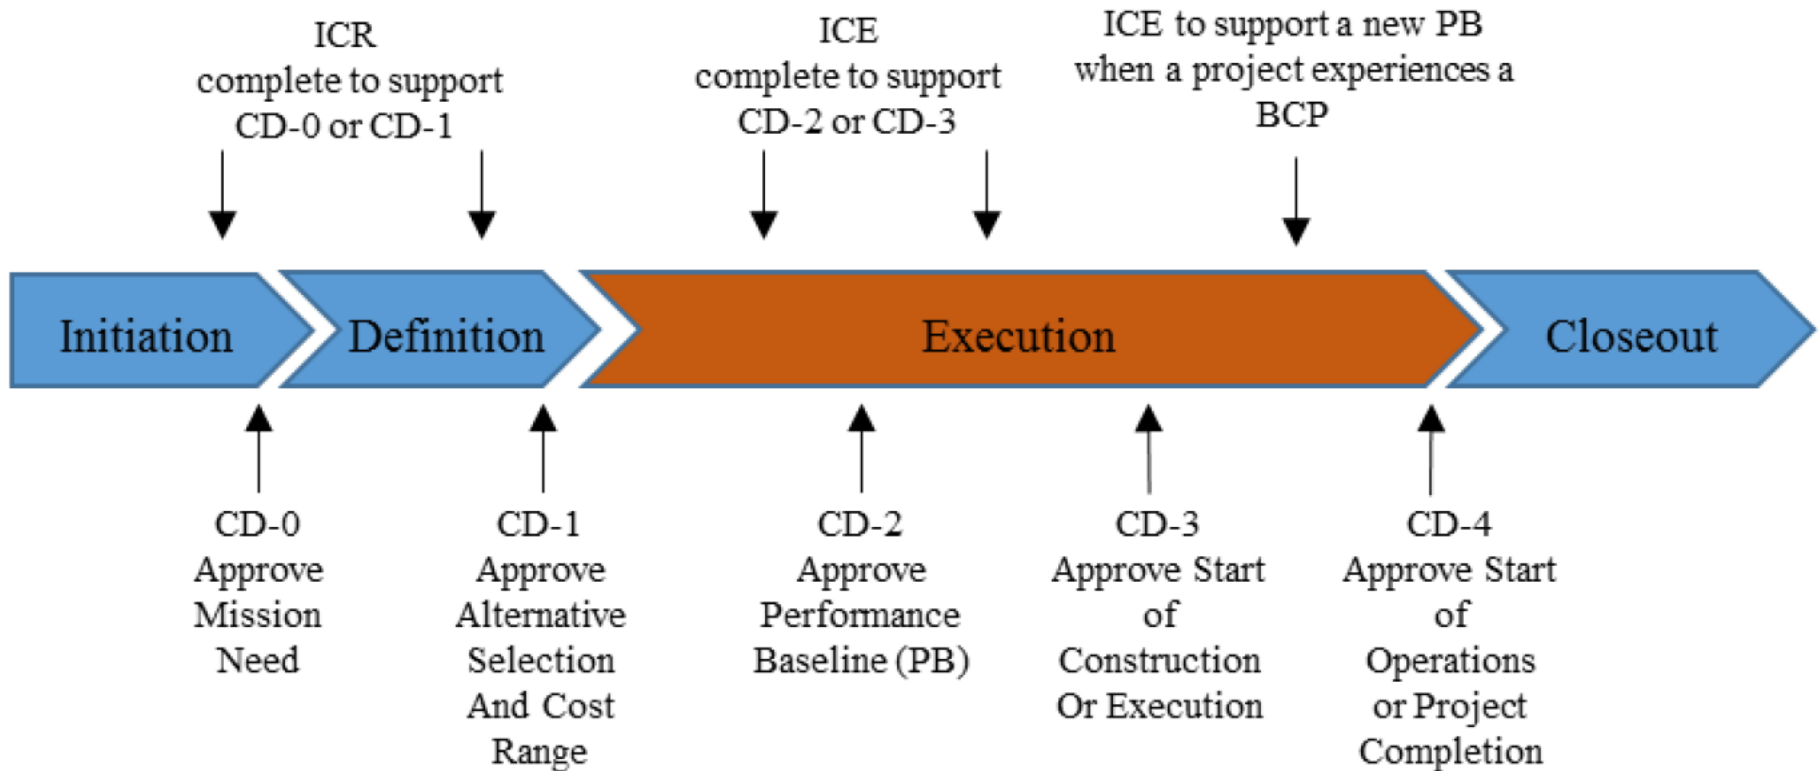 ICR
complete to support
CD-0 or CD-1
ICE
complete to support
CD-2 or CD-3
ICE to support a new PB
when a project experiences a
BCP
Initiation
Definition
Execution
Closeout
CD-0
Approve
Mission
Need
CD-1
Approve
Alternative
Selection
And Cost
Range
CD-2
Approve
Performance
Baseline (PB)
CD-3
Approve Start
of
Construction
Or Execution
CD-4
Approve Start
of
Operations
or Project
Completion